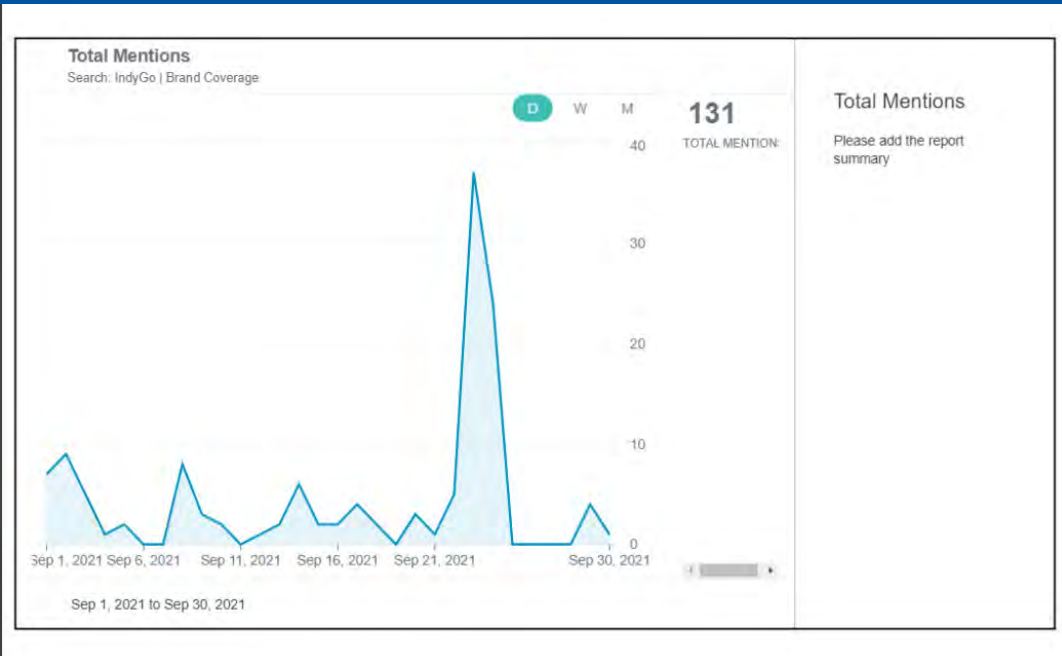 Total Mentions
Search: IndyGo | Brand Coverage
D W M
131
TOTAL MENTION
40
30
20
10
0
Sep 1, 2021 Sep 6, 2021 Sep 11, 2021 Sep 16, 2021 Sep 21, 2021 Sep 30, 2021
Sep 1, 2021 to Sep 30, 2021
Total Mentions
Please add the report
summary